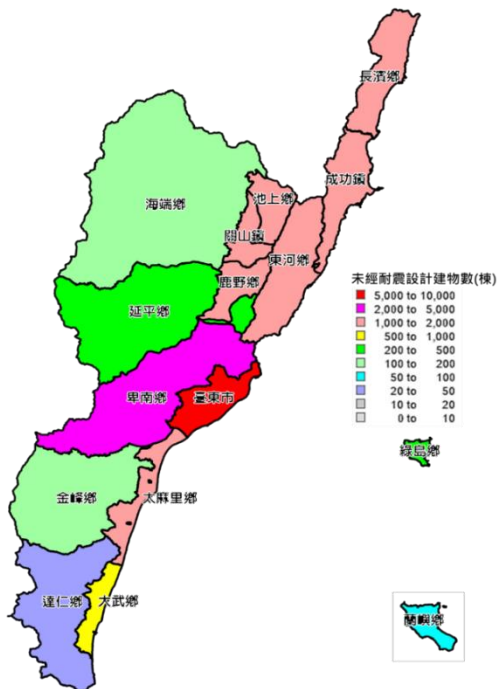 長濱鄉
成功鎮
池上鄉
海端鄉
關山鎮
東河鄉
鹿野鄉
延平鄉
未經耐震設計建物數(棟)
5,000 to 10,000
2,000 to 5,000
1,000 to 2,000
500 to 1,000
200 to 500
100 to 200
50 to 100
20 to 50
10 to 20
0 to 10
卑南鄉
臺東市
綠島鄉
金峰鄉
太麻里鄉
達仁鄉
大武鄉
蘭嶼鄉